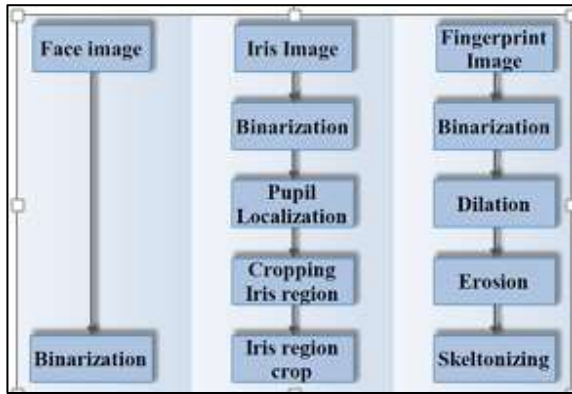 Face image
Binarization
Iris Image
Binarization
Pupil
Localization
Cropping
Iris region
Iris region
crop
Fingerprint
Image
Binarization
Dilation
Erosion
Skeltonizing